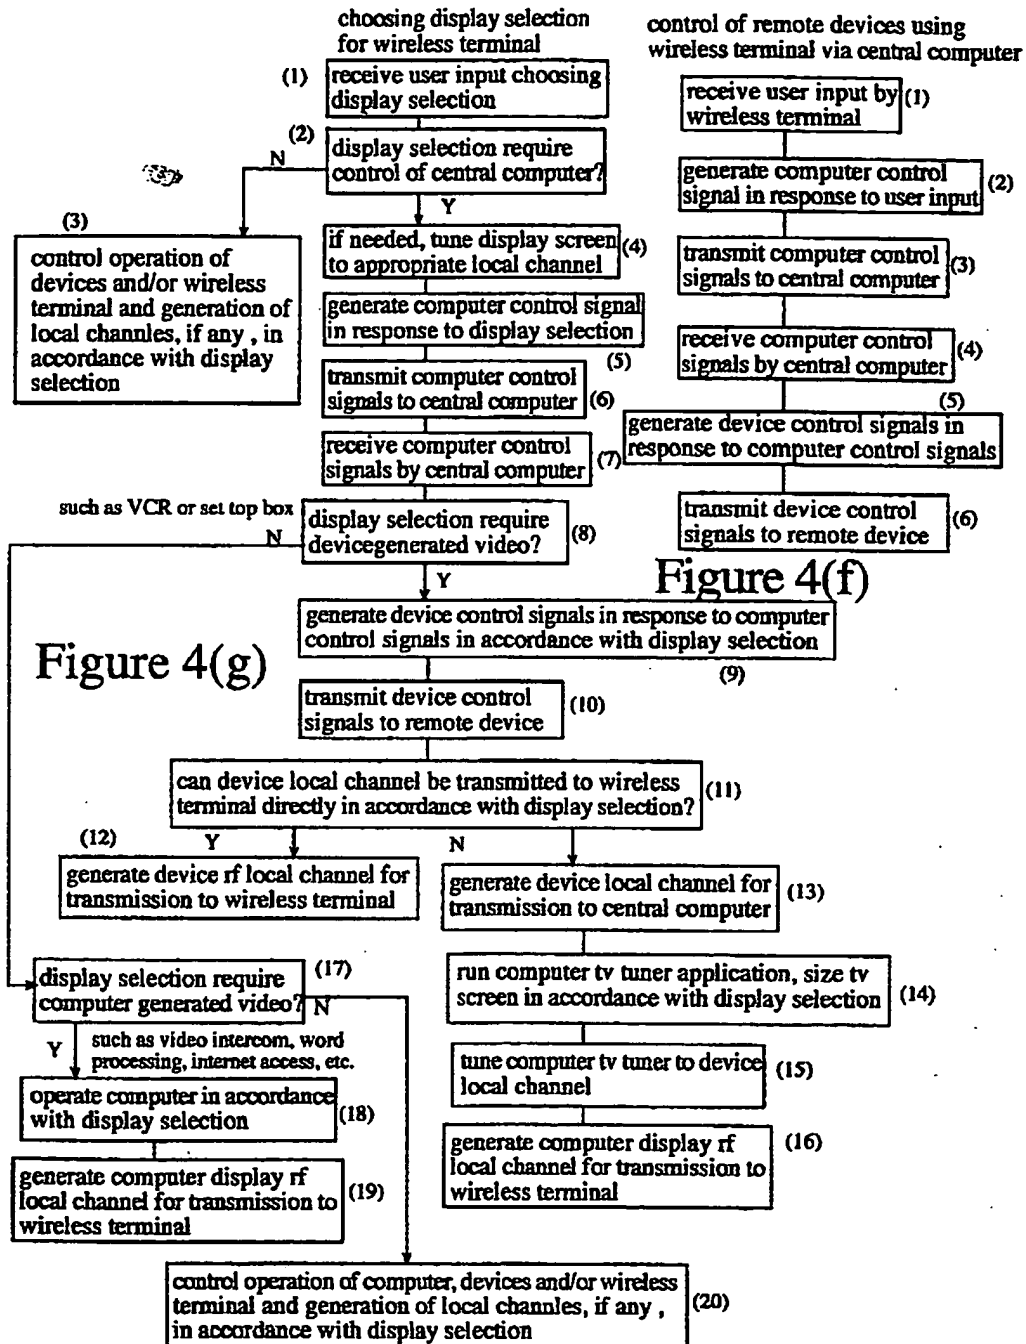 choosing display selection
for wireless terminal
(1)
receive user input choosing
display selection
(2)
display selection require
control of central computer?
N
Y
(3)
control operation of
devices and/or wireless
terminal and generation of
local channles, if any , in
accordance with display
selection
if needed, tune display screen
to appropriate local channel
(4)
generate computer control signal
in response to display selection
(5)
transmit computer control
signals to central computer
(6)
receive computer control
signals by central computer
(7)
such as VCR or set top box
N
display selection require
devicegenerated video?
(8)
Y
generate device control signals in response to computer
control signals in accordance with display selection
(9)
Figure 4(g)
transmit device control
signals to remote device
(10)
can device local channel be transmitted to wireless
terminal directly in accordance with display selection?
(11)
(12)
Y
N
generate device rf local channel for
transmission to wireless terminal
generate device local channel for
transmission to central computer
(13)
run computer tv tuner application, size tv
screen in accordance with display selection
(14)
tune computer tv tuner to device
local channel
(15)
generate computer display rf
local channel for transmission to
wireless terminal
(16)
display selection require
computer generated video?
(17)
N
Y
such as video intercom, word
processing, internet access, etc.
operate computer in accordance
with display selection
(18)
generate computer display rf
local channel for transmission to
wireless terminal
(19)
control operation of computer, devices and/or wireless
terminal and generation of local channles, if any ,
in accordance with display selection
(20)
control of remote devices using
wireless terminal via central computer
receive user input by
wireless terminal
(1)
generate computer control
signal in response to user input
(2)
transmit computer control
signals to central computer
(3)
receive computer control
signals by central computer
(4)
(5)
generate device control signals in
response to computer control signals
transmit device control
signals to remote device
(6)
Figure 4(f)